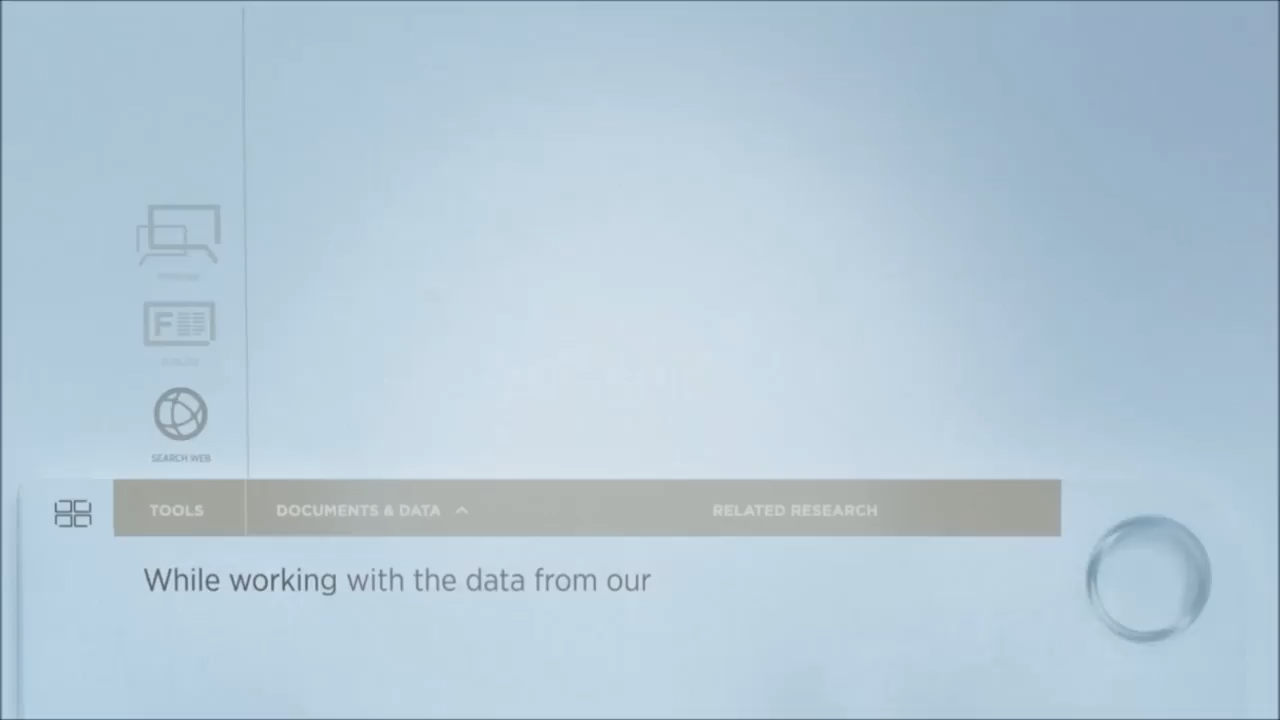 F
SEARCH WEB
TOOLS DOCUMENTS & DATA RELATED RESEARCH
While working with the data from our